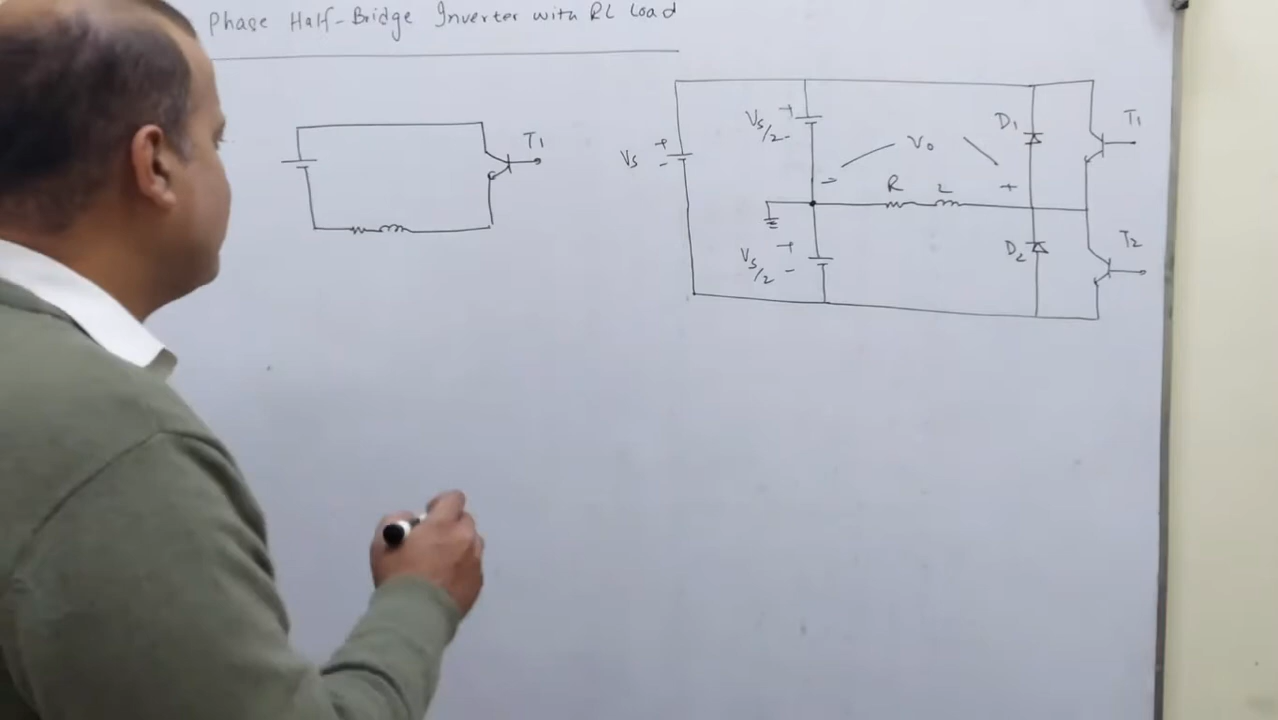 Phase Half-Bridge Inverter with RL Load
T1
Vs
+
-
Vs/2
+
-
Vo
D1
T1
=
R
L
+
Vs/2
+
-
D2
T2